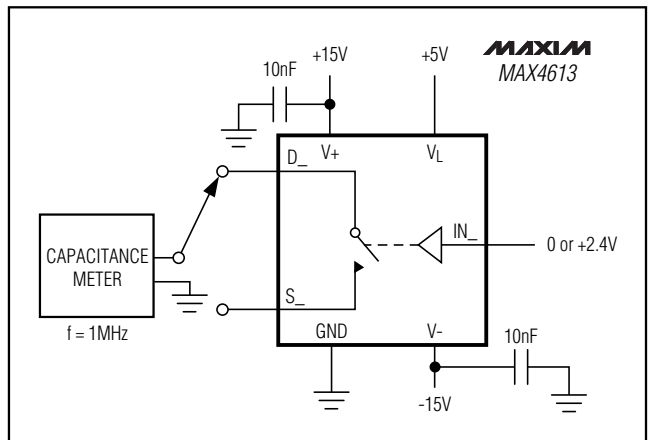 MAXIM
MAX4613
+15V
+5V
10nF
D_
V+
VL
IN_
0 or +2.4V
CAPACITANCE
METER
f = 1MHz
S_
GND
V-
10nF
-15V